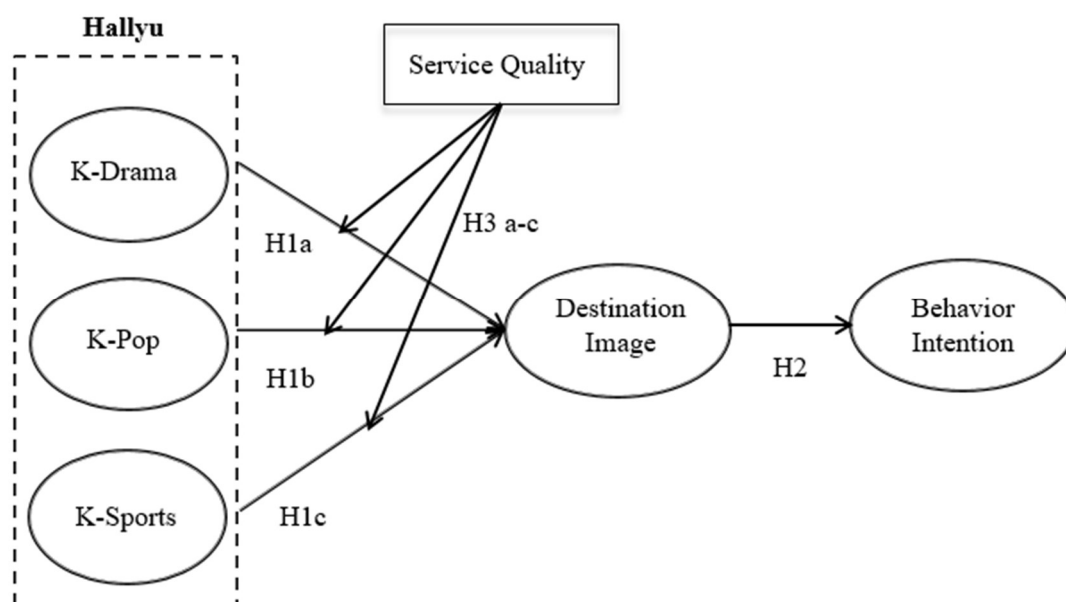 Hallyu
Service Quality
K-Drama
H1a
H3 a-c
K-Pop
H1b
Destination
Image
H2
Behavior
Intention
K-Sports
H1c